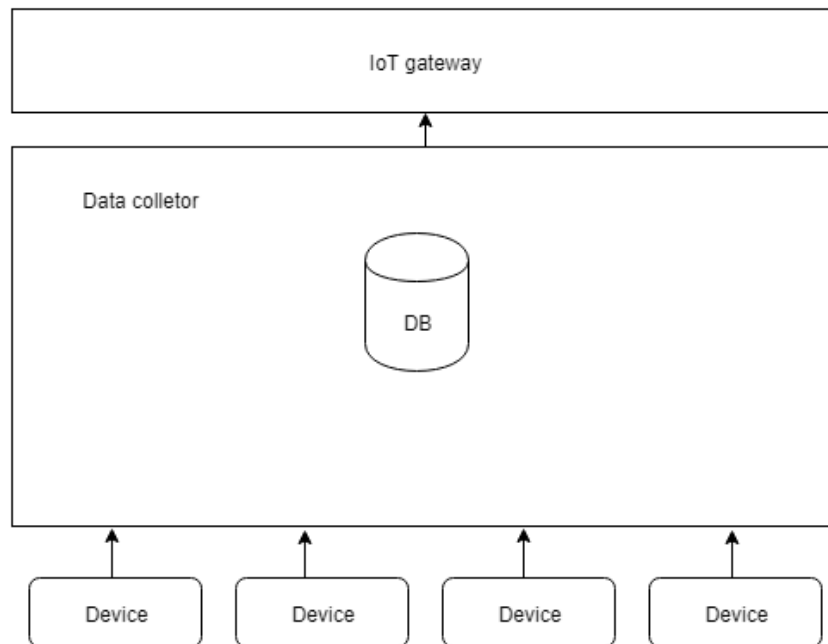 IoT gateway
Data colletor
DB
Device
Device
Device
Device